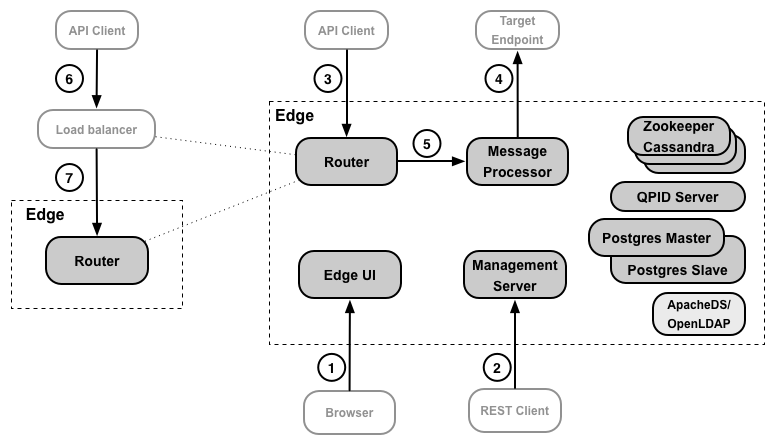 API Client
API Client
Target
Endpoint
6
3
4
Edge
Load balancer
Zookeeper
Cassandra
5
Router
Message
Processor
7
QPID Server
Edge
Postgres Master
Router
Edge UI
Management
Server
Postgres Slave
ApacheDS/
OpenLDAP
1
2
Browser
REST Client